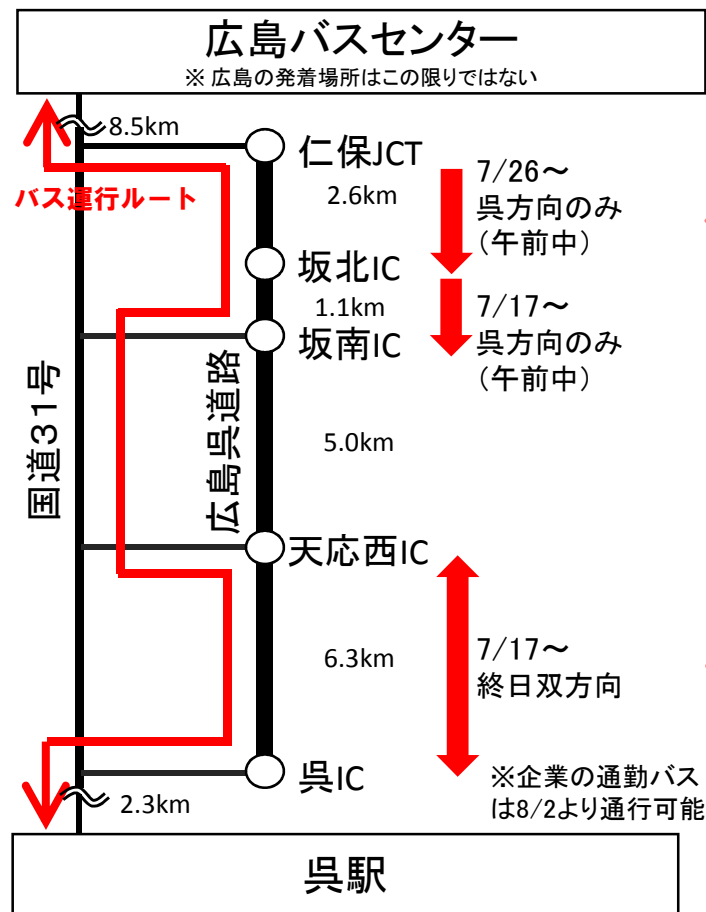 広島バスセンター
※ 広島の発着場所はこの限りではない
8.5km
仁保JCT
バス運行ルート
2.6km
7/26～
呉方向のみ
（午前中）
坂北IC
1.1km
7/17～
呉方向のみ
（午前中）
坂南IC
国道31号
広島呉道路
5.0km
天応西IC
6.3km
7/17～
終日双方向
呉IC
※企業の通勤バス
は8/2より通行可能
2.3km
呉駅